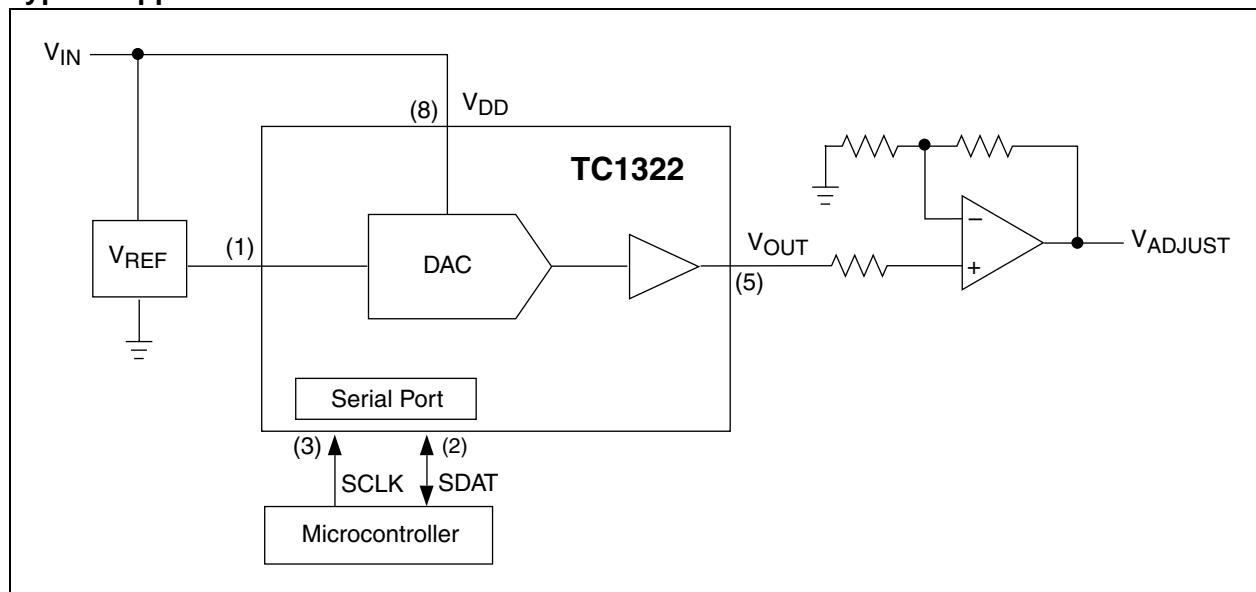 VIN
(8)
VDD
TC1322
VREF
(1)
DAC
VOUT
(5)
−
+
VADJUST
Serial Port
(3)
(2)
SCLK
SDAT
Microcontroller